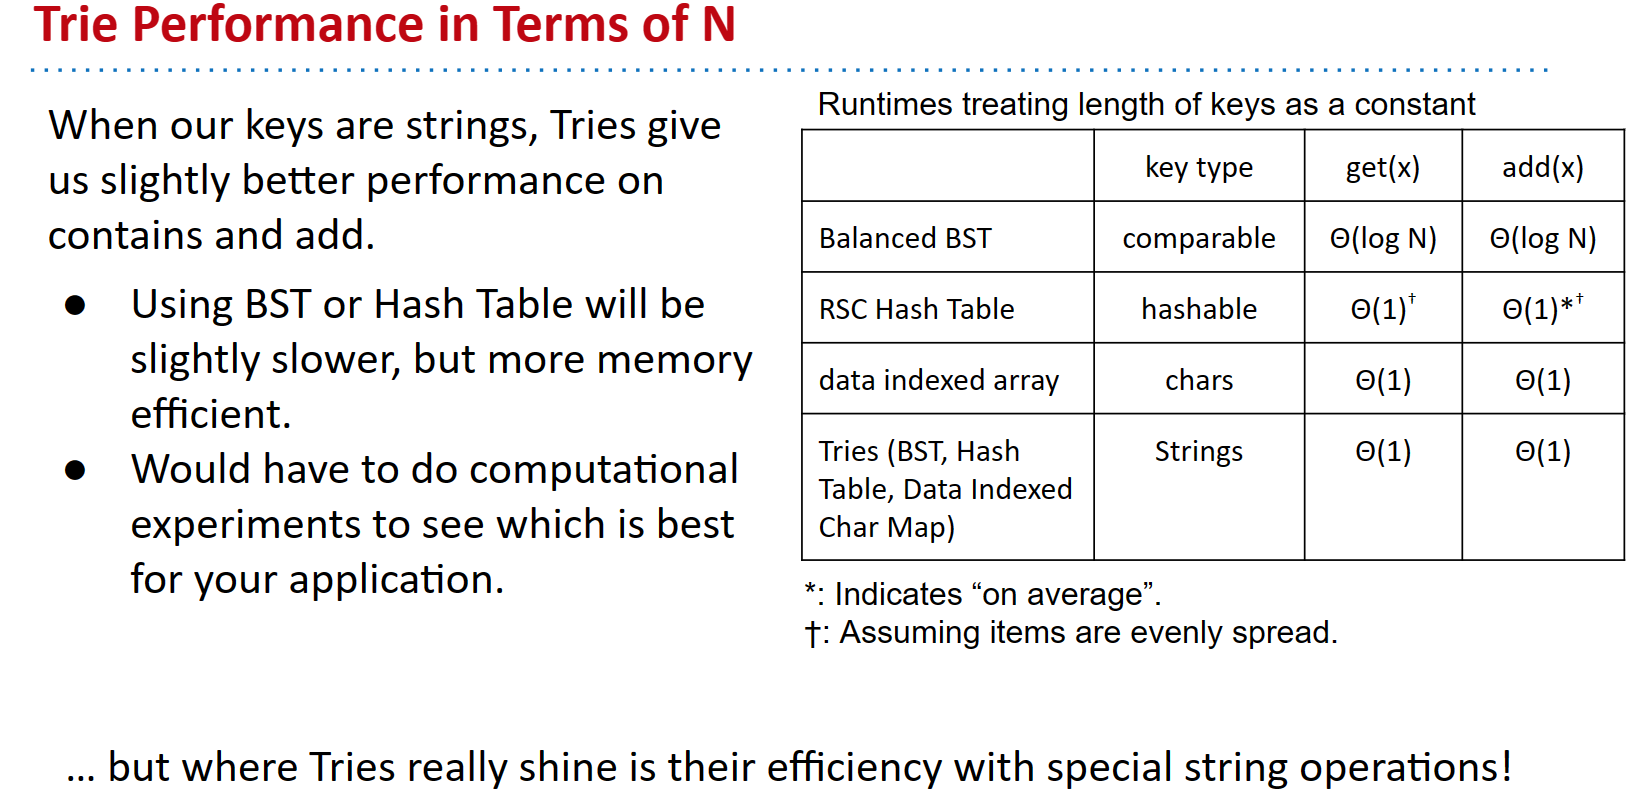 Trie Performance in Terms of N
When our keys are strings, Tries give
us slightly better performance on
contains and add.
● Using BST or Hash Table will be
slightly slower, but more memory
efficient.
● Would have to do computational
experiments to see which is best
for your application.
Runtimes treating length of keys as a constant
key type get(x) add(x)
Balanced BST comparable Θ(log N) Θ(log N)
RSC Hash Table hashable Θ(1)† Θ(1)*†
data indexed array chars Θ(1) Θ(1)
Tries (BST, Hash Strings Θ(1) Θ(1)
Table, Data Indexed
Char Map)
*: Indicates “on average”.
†: Assuming items are evenly spread.
... but where Tries really shine is their efficiency with special string operations!